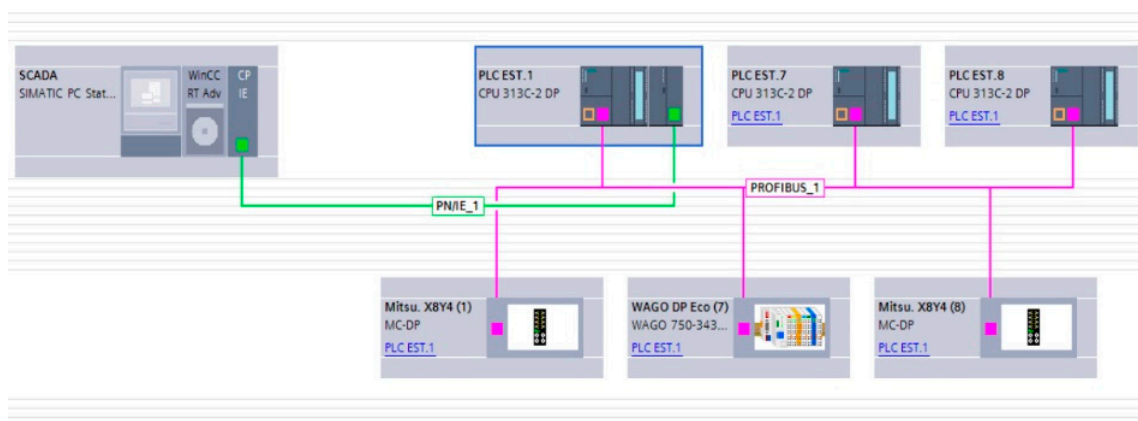 SCADA
SIMATIC PC Stat...
WinCC
RT Adv
CP
IE
PLC EST.1
CPU 313C-2 DP
PLC EST.7
CPU 313C-2 DP
PLC EST.1
PLC EST.8
CPU 313C-2 DP
PLC EST.1
PROFIBUS_1
PN/IE_1
Mitsu. X8Y4 (1)
MC-DP
PLC EST.1
WAGO DP Eco (7)
WAGO 750-343...
PLC EST.1
Mitsu. X8Y4 (8)
MC-DP
PLC EST.1